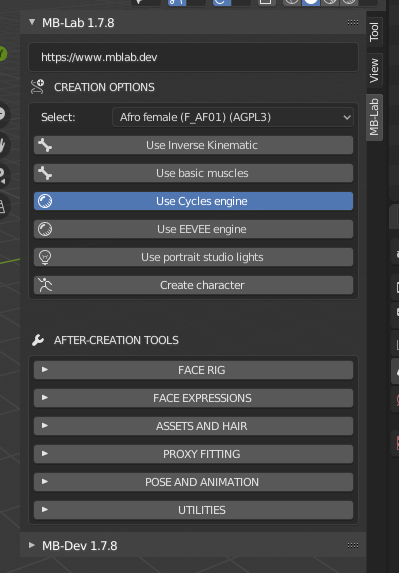 MB-Lab 1.7.8
https://www.mblab.dev
CREATION OPTIONS
Select: Afro female (F_AF01) (AGPL3)
Use Inverse Kinematic
Use basic muscles
Use Cycles engine
Use EEVEE engine
Use portrait studio lights
Create character
AFTER-CREATION TOOLS
FACE RIG
FACE EXPRESSIONS
ASSETS AND HAIR
PROXY FITTING
POSE AND ANIMATION
UTILITIES
MB-Dev 1.7.8
Tool
View
MB-Lab